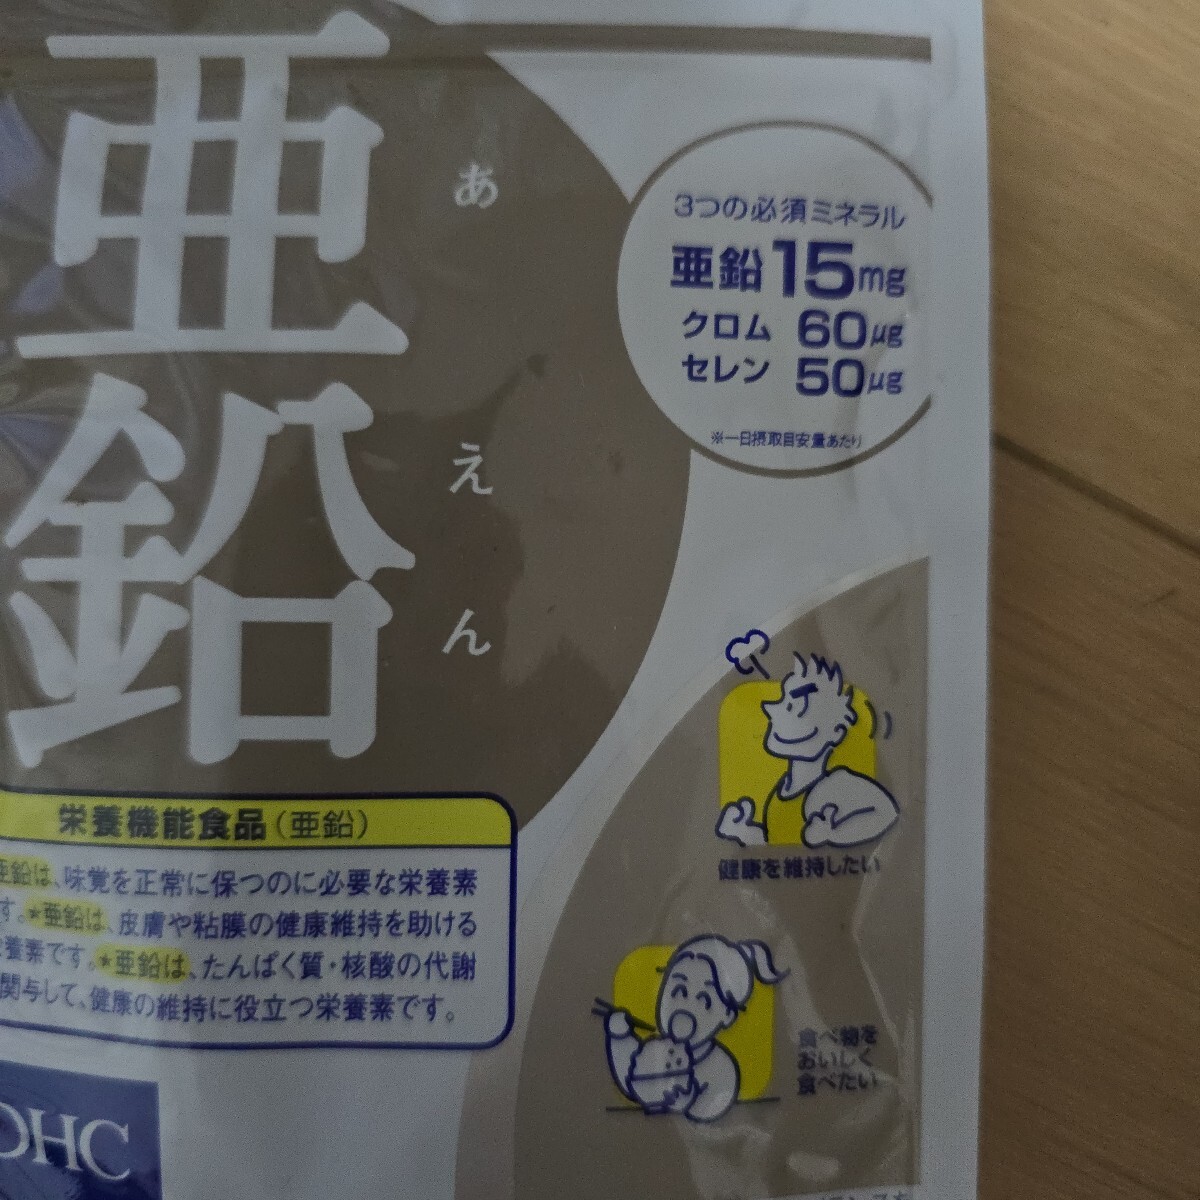 亜鉛
あえん
3つの必須ミネラル
亜鉛15mg
クロム 60μg
セレン 50μg
※一日摂取目安量あたり
健康を維持したい
栄養機能食品(亜鉛)
亜鉛は、味覚を正常に保つのに必要な栄養素
す。★亜鉛は、皮膚や粘膜の健康維持を助ける
養素です。★亜鉛は、たんぱく質・核酸の代謝
関与して、健康の維持に役立つ栄養素です。
食べ物を
おいしく
食べたい
DHC